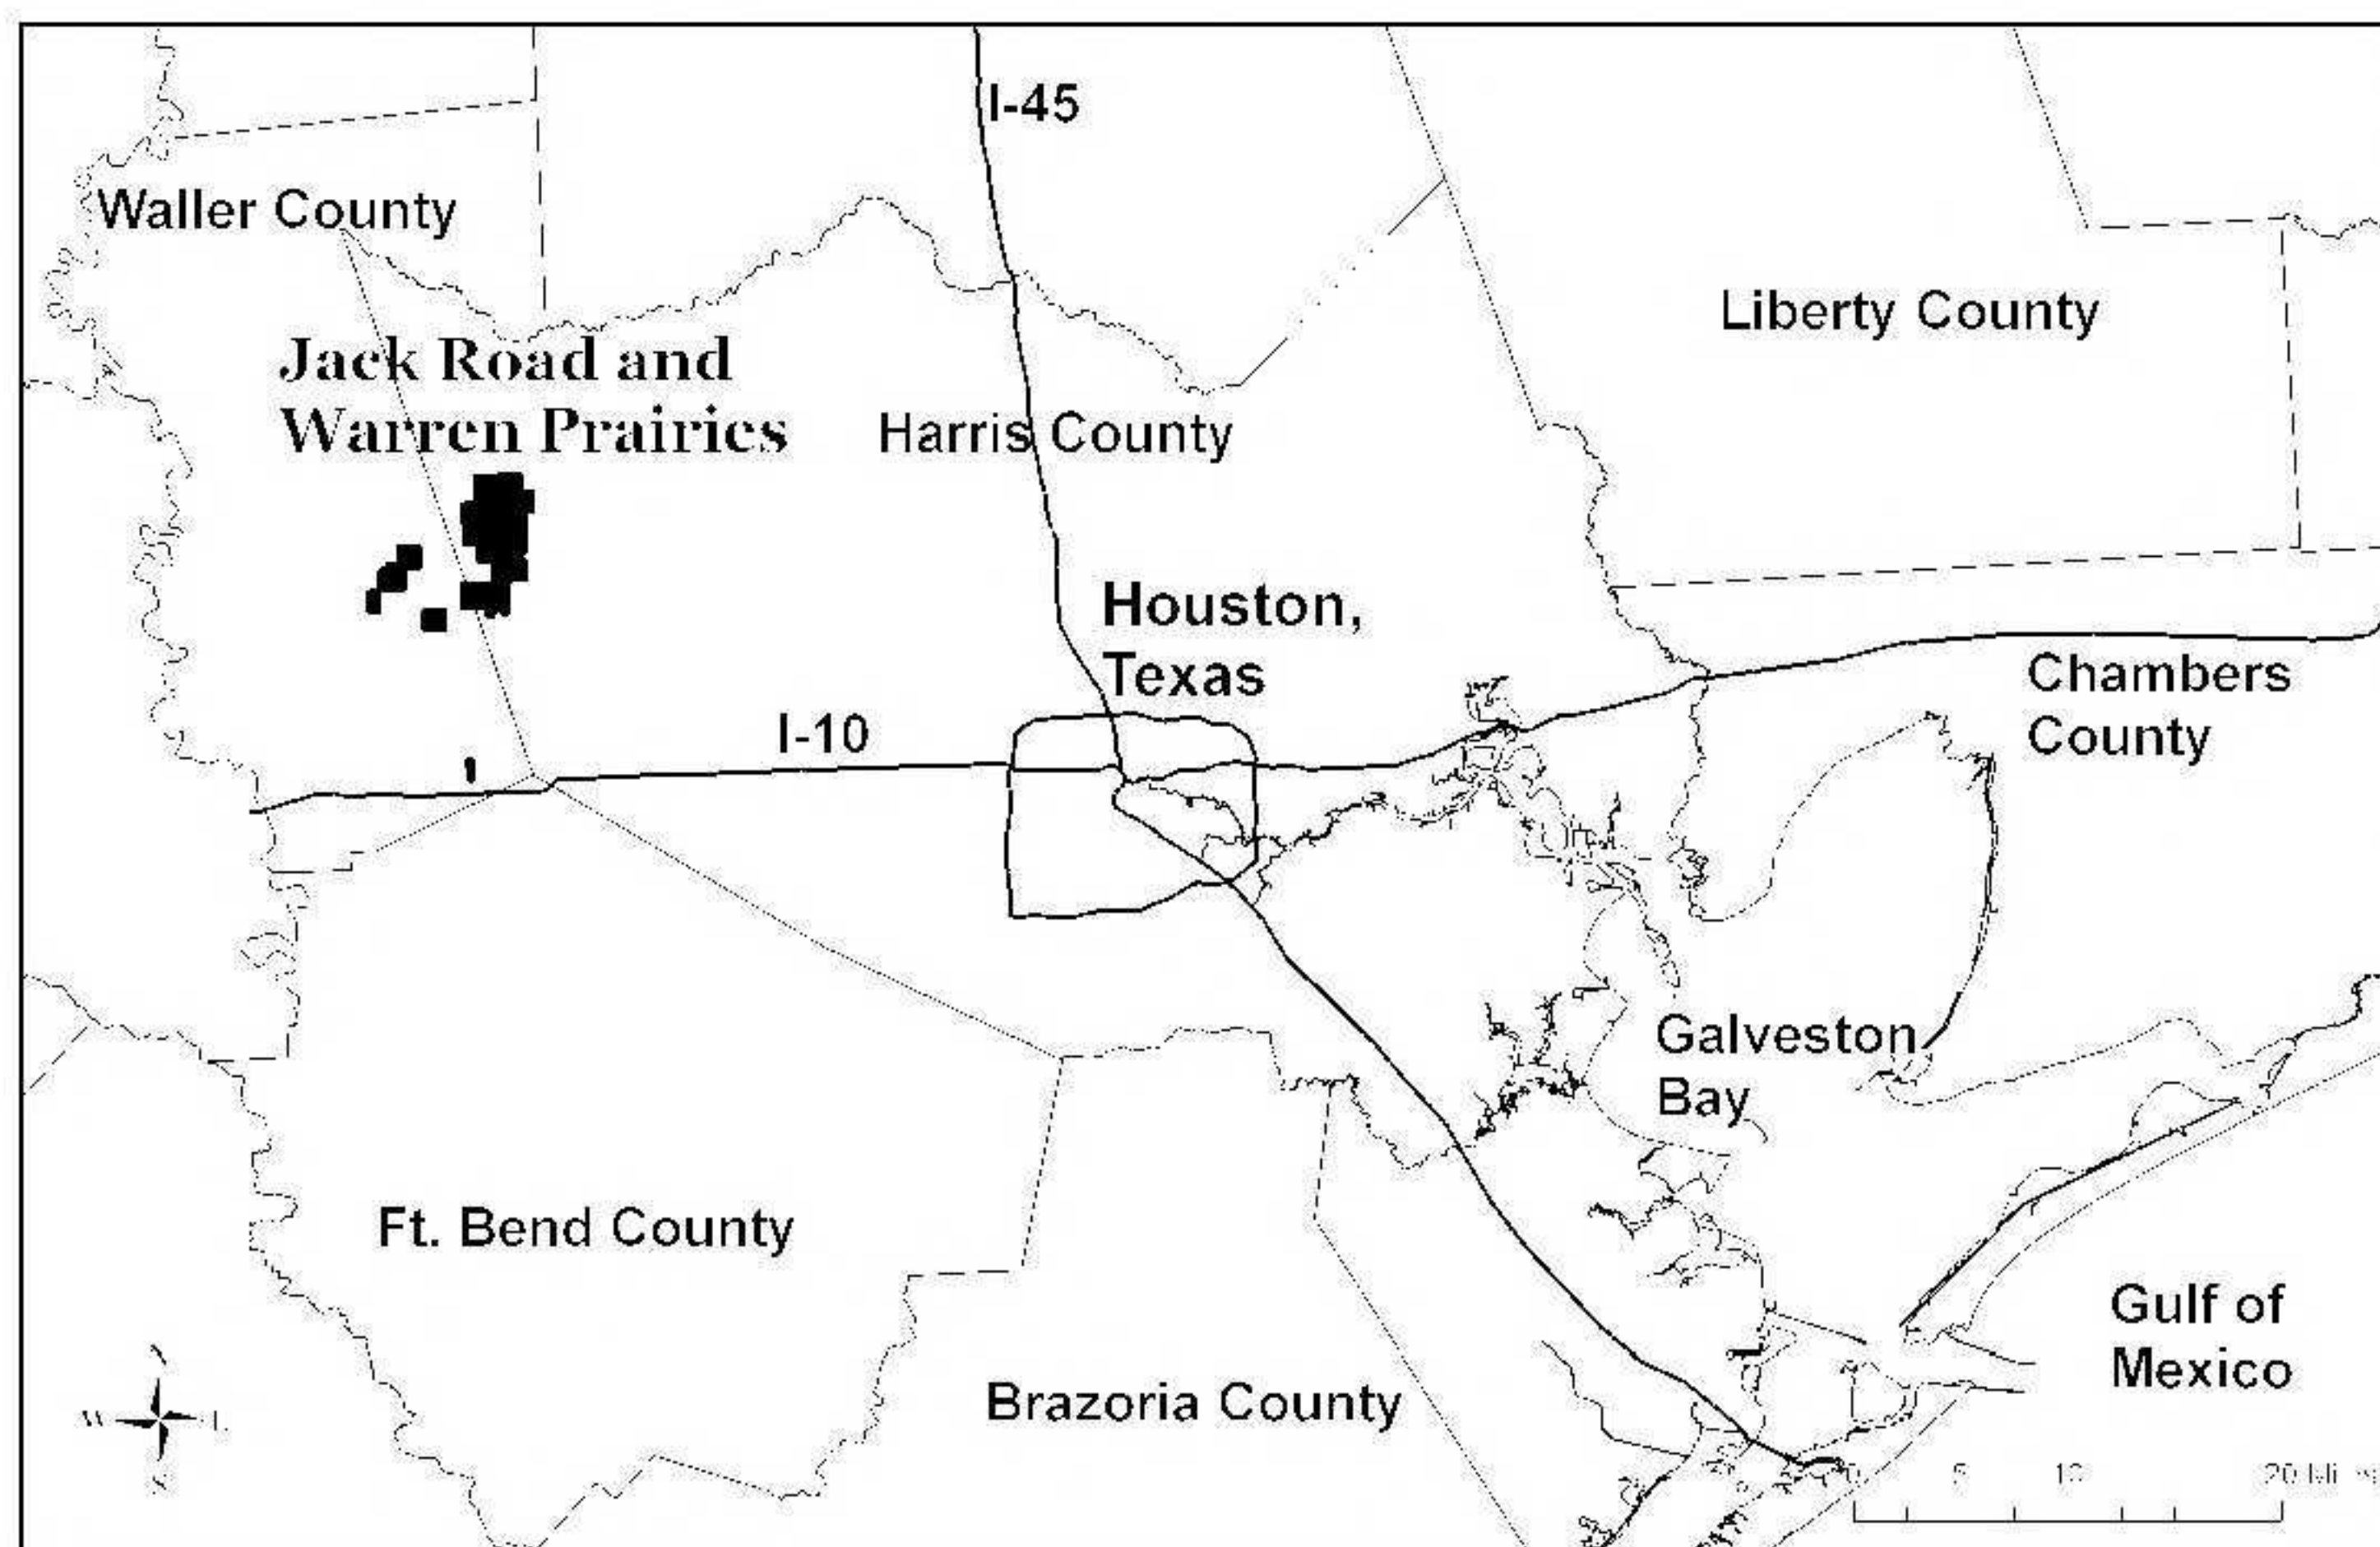 I-45
Waller County
Liberty County
Jack Road and
Warren Prairies
Harris County
Houston,
Texas
Chambers
County
I-10
Galveston
Bay
Ft. Bend County
Gulf of
Mexico
Brazoria County
W
0 5 10 20